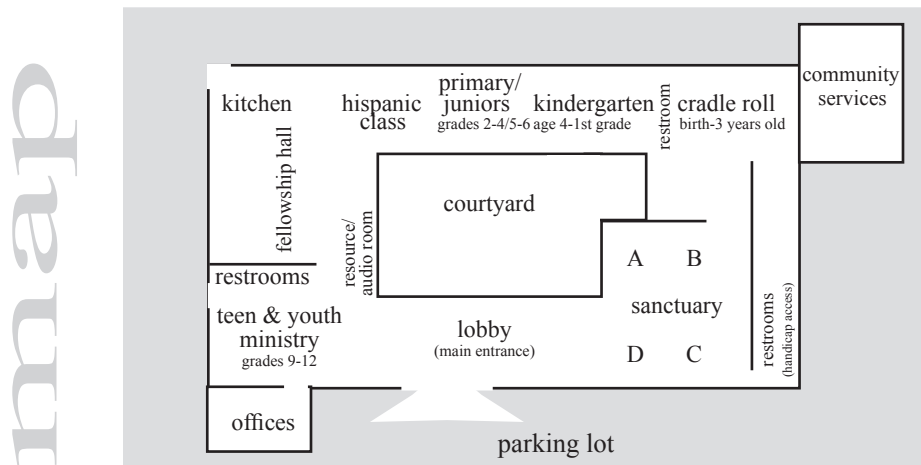 map
community
services
kitchen
hispanic
class
primary/
juniors
grades 2-4/5-6
kindergarten
age 4-1st grade
restroom
cradle roll
birth-3 years old
fellowship hall
courtyard
resource/
audio room
restrooms
A B
sanctuary
D C
restrooms
(handicap access)
teen & youth
ministry
grades 9-12
lobby
(main entrance)
offices
parking lot